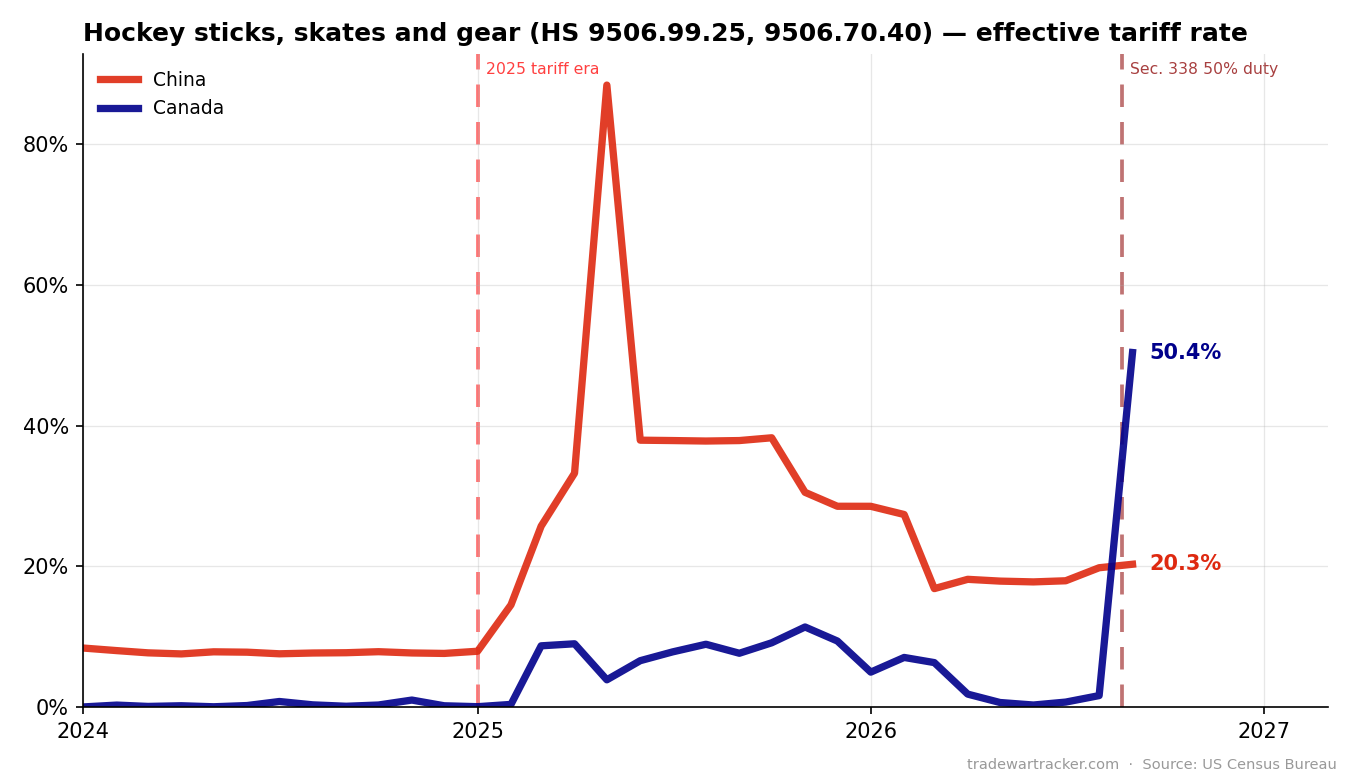 Hockey sticks, skates and gear (HS 9506.99.25, 9506.70.40) — effective tariff rate
China
Canada
2025 tariff era
Sec. 338 50% duty
80%
60%
40%
20%
0%
50.4%
20.3%
2024
2025
2026
2027
tradewartracker.com · Source: US Census Bureau